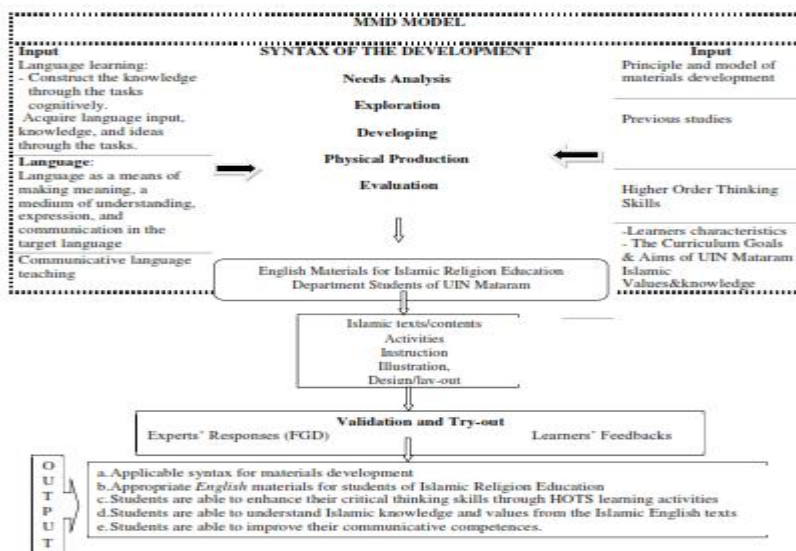 MMD MODEL
Input
Language learning:
- Construct the knowledge
through the tasks
cognitively.
Acquire language input,
knowledge, and ideas
through the tasks.
Language:
Language as a means of
making meaning, a
medium of understanding,
expression, and
communication in the
target language
Communicative language
teaching
SYNTAX OF THE DEVELOPMENT
Needs Analysis
Exploration
Developing
Physical Production
Evaluation
Input
Principle and model of
materials development
Previous studies
Higher Order Thinking
Skills
-Learners characteristics
- The Curriculum Goals
& Aims of UIN Mataram
Islamic
Values&knowledge
English Materials for Islamic Religion Education
Department Students of UIN Mataram
Islamic texts/contents
Activities
Instruction
Illustration,
Design/lay-out
Validation and Try-out
Experts' Responses (FGD) Learners' Feedbacks
O
U
T
P
U
T
a. Applicable syntax for materials development
b. Appropriate English materials for students of Islamic Religion Education
c. Students are able to enhance their critical thinking skills through HOTS learning activities
d. Students are able to understand Islamic knowledge and values from the Islamic English texts
e. Students are able to improve their communicative competences.